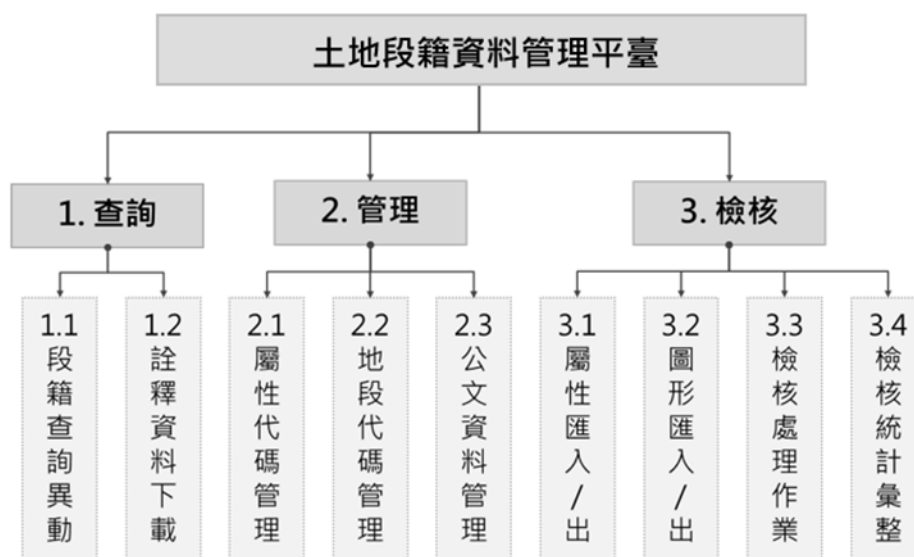 土地段籍資料管理平臺
1. 查詢
2. 管理
3. 檢核
1.1
段籍查詢異動
1.2
詮釋資料下載
2.1
屬性代碼管理
2.2
地段代碼管理
2.3
公文資料管理
3.1
屬性匯入/出
3.2
圖形匯入/出
3.3
檢核處理作業
3.4
檢核統計彙整